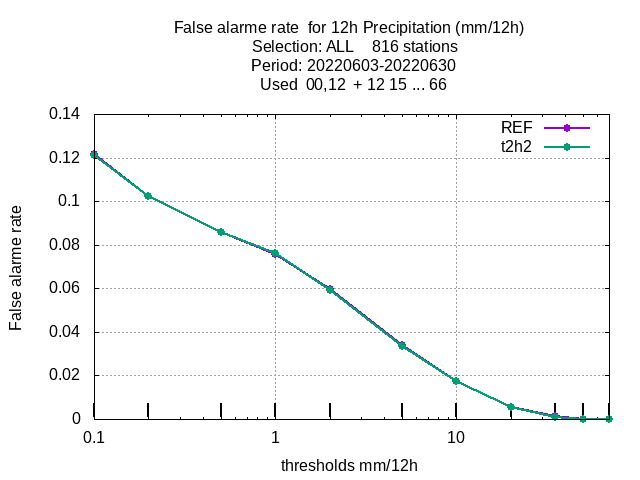 False alarme rate  for 12h Precipitation (mm/12h)
Selection: ALL    816 stations
Period: 20220603-20220630
Used  00,12  + 12 15 ... 66
REF
t2h2
0.14
0.12
0.1
0.08
0.06
0.04
0.02
0
False alarme rate
0.1
1
10
thresholds mm/12h